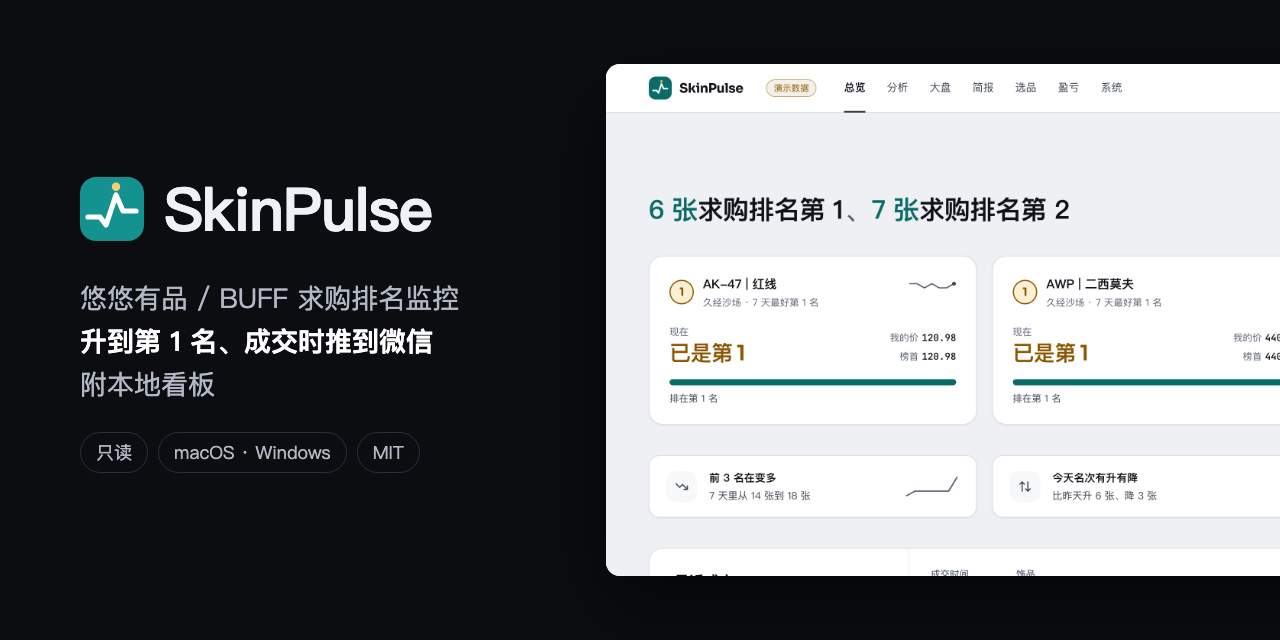 SkinPulse
悠悠有品 / BUFF 求购排名监控
升到第 1 名、成交时推到微信
附本地看板
只读
macOS · Windows
MIT
SkinPulse
演示数据
总览
分析
大盘
简报
选品
盈亏
系统
6 张求购排名第 1、7 张求购排名第 2
1
AK-47 | 红线
久经沙场 · 7 天最好第 1 名
现在
已是第 1
我的价 120.98
榜首 120.98
排在第 1 名
1
AWP | 二西莫夫
久经沙场 · 7 天最好第 1 名
现在
已是第 1
我的价 440
榜首 440
排在第 1 名
前 3 名在变多
7 天里从 14 张到 18 张
今天名次有升有降
比昨天升 6 张、降 3 张
成交时间
饰品